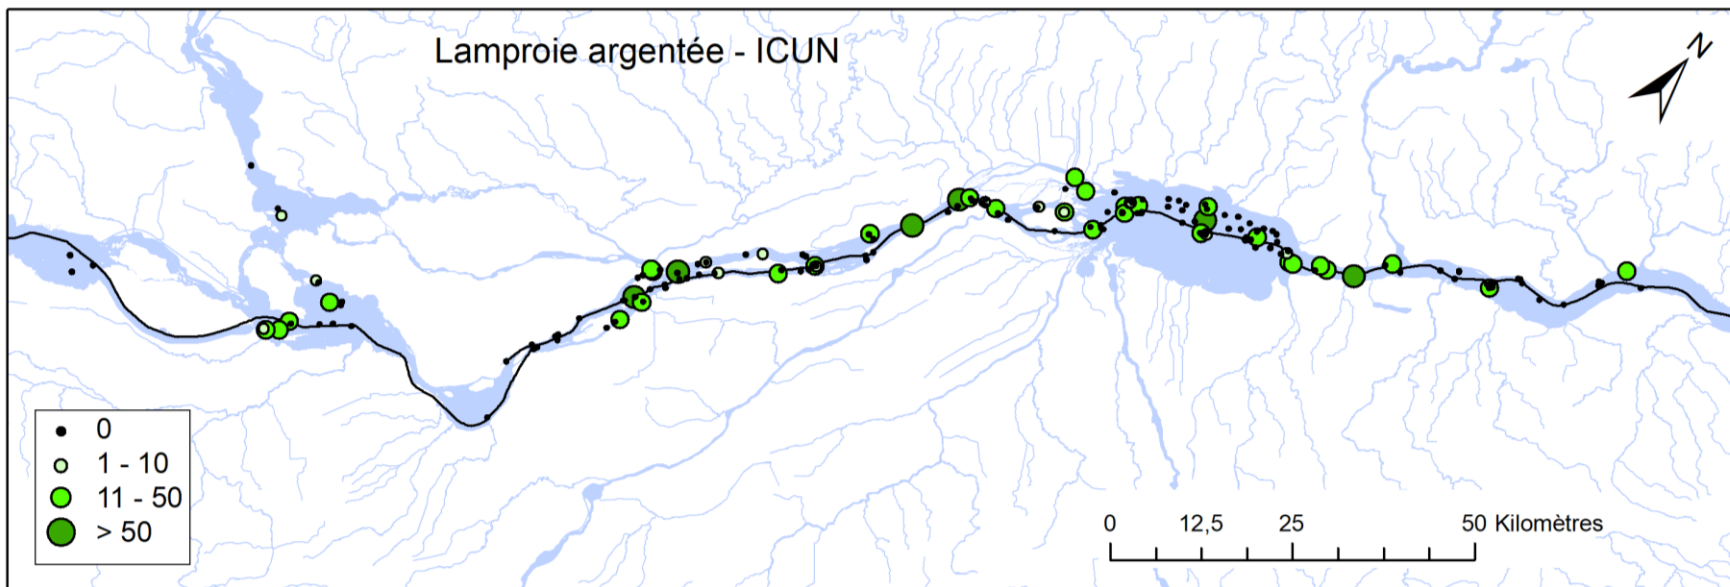 Lamproie argentée - ICUN
N
0
1 - 10
11 - 50
> 50
0 12,5 25 50 Kilomètres